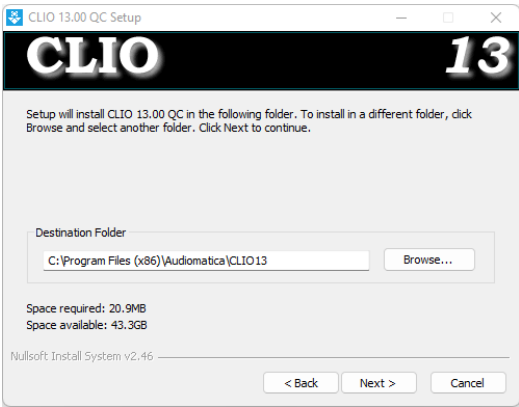 CLIO 13.00 QC Setup
CLIO 13
Setup will install CLIO 13.00 QC in the following folder. To install in a different folder, click
Browse and select another folder. Click Next to continue.
Destination Folder
C:\Program Files (x86)\Audiomatica\CLIO13
Browse...
Space required: 20.9MB
Space available: 43.3GB
Nullsoft Install System v2.46
< Back
Next >
Cancel